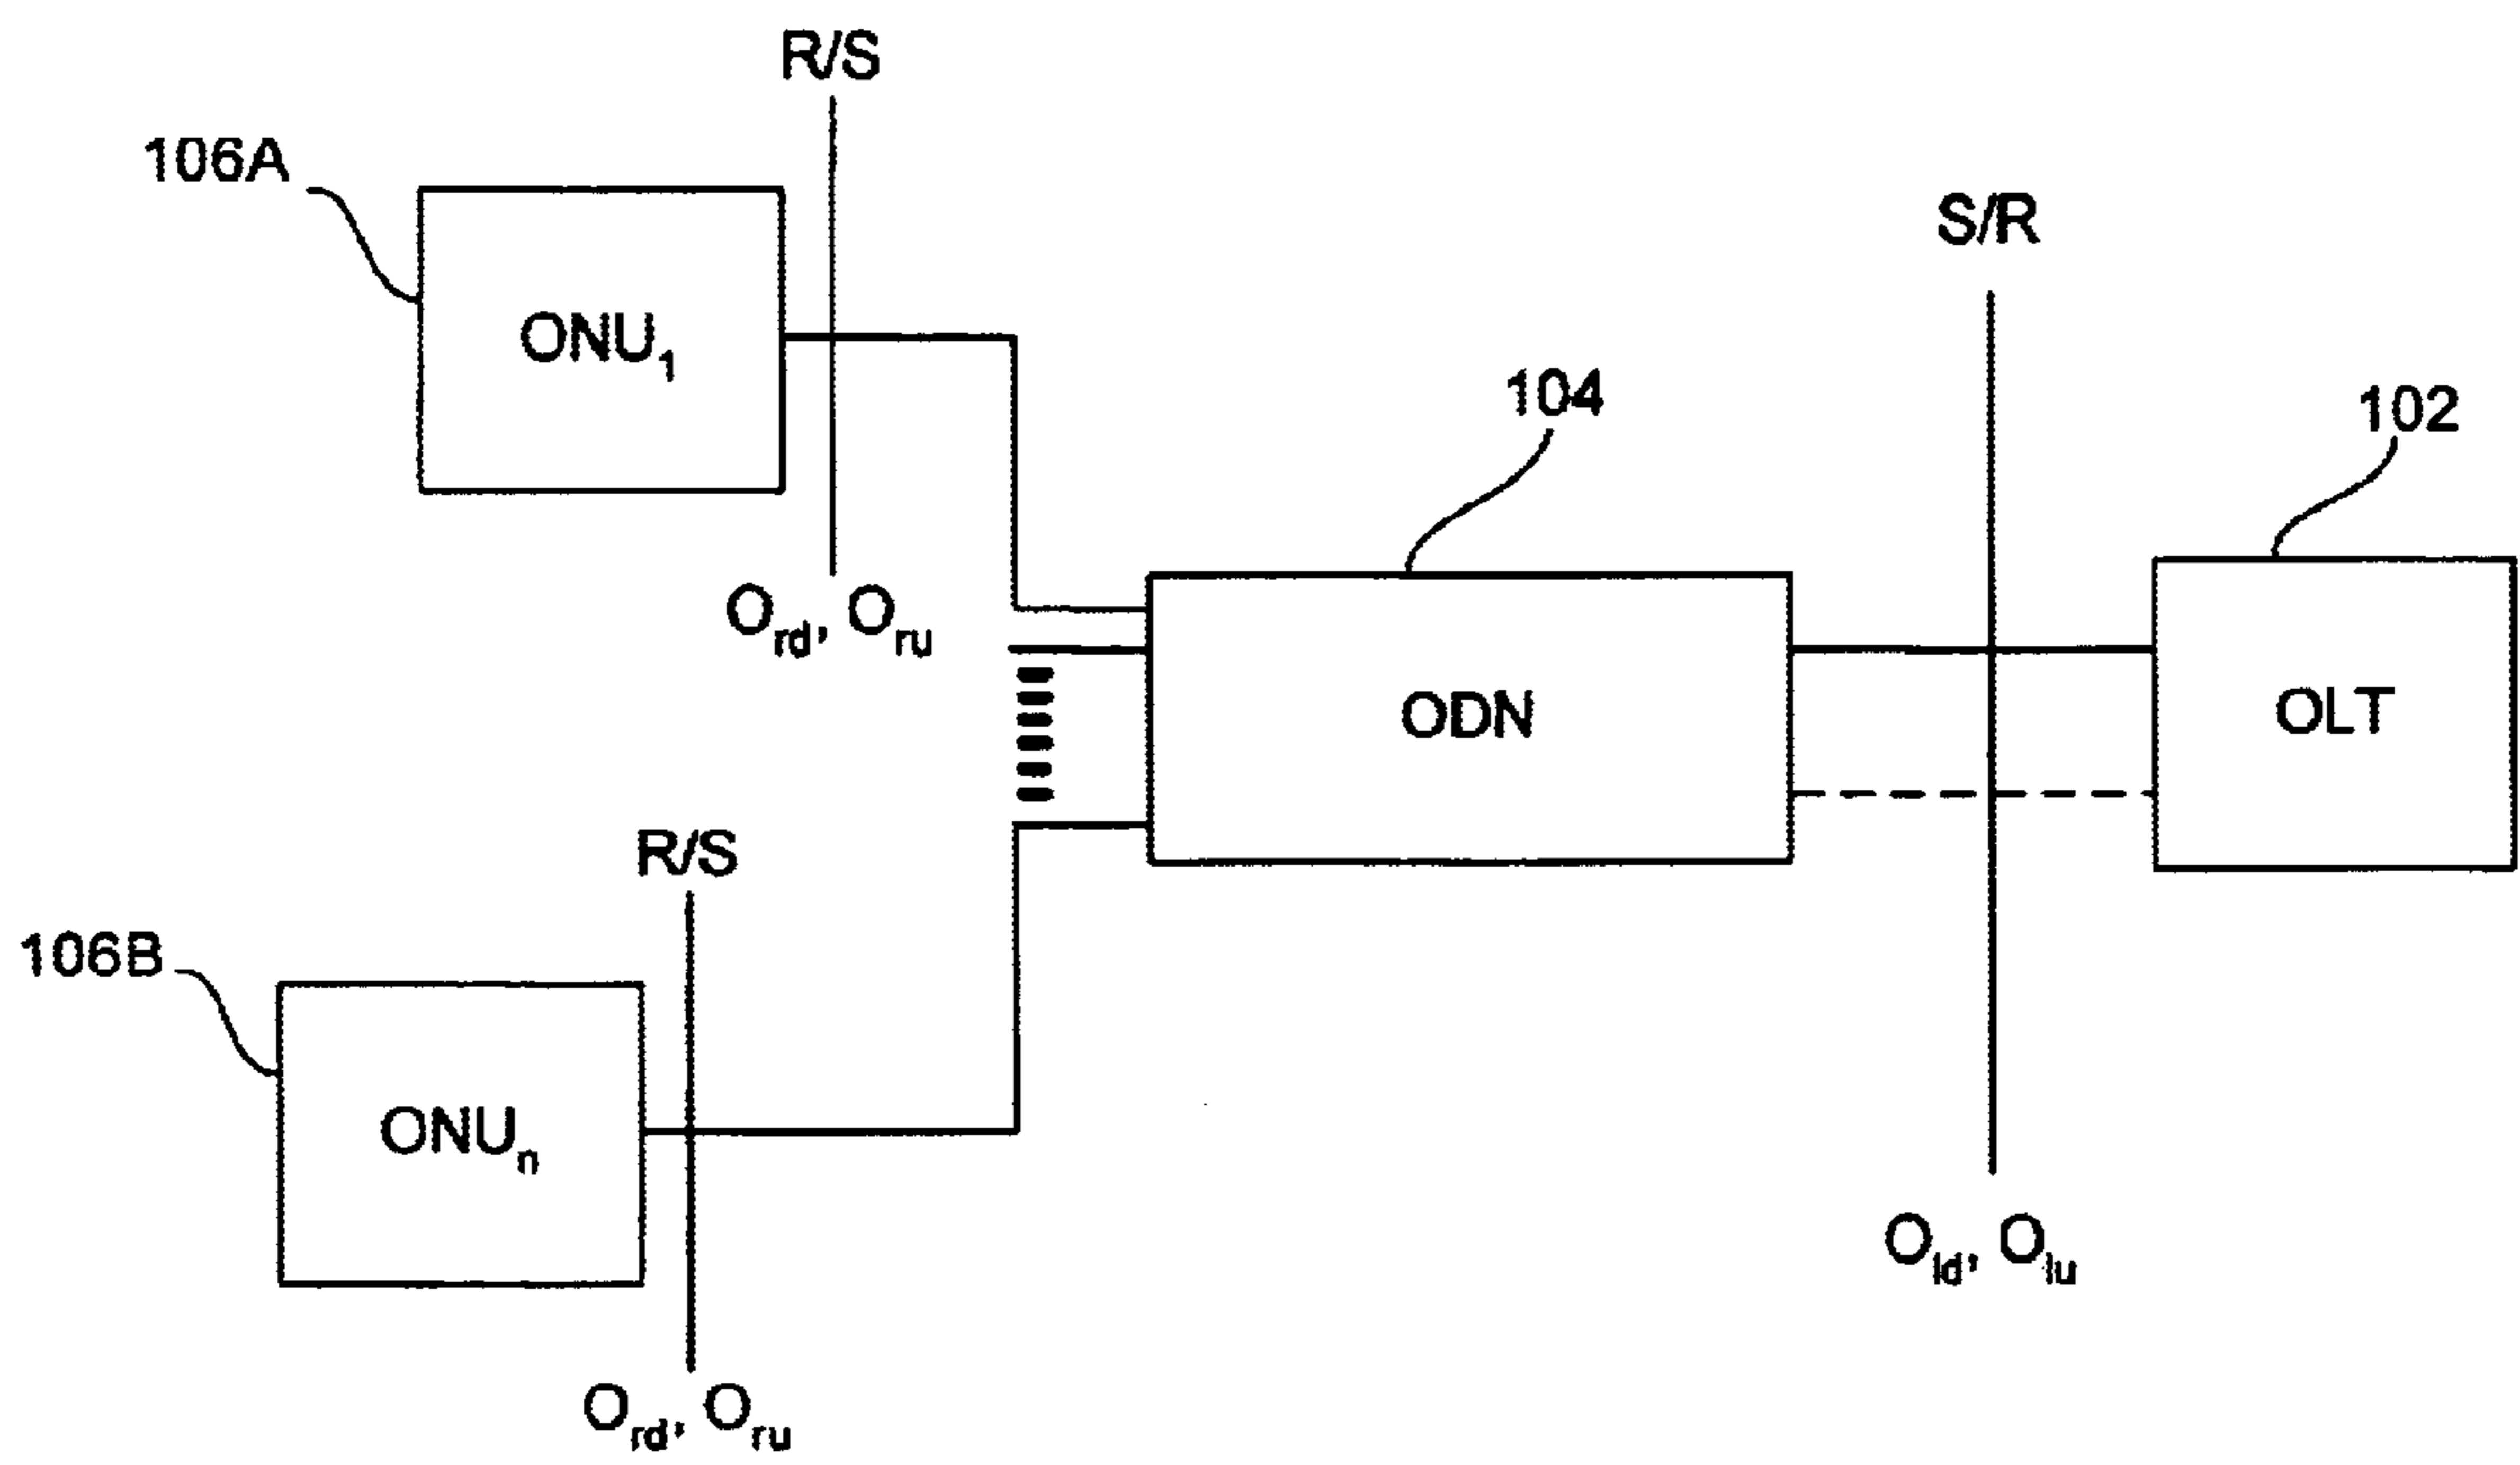 R/S
106A
S/R
ONU1
104
102
Ord, Oru
ODN
OLT
R/S
106B
ONUn
Old, Olu
Ord, Oru